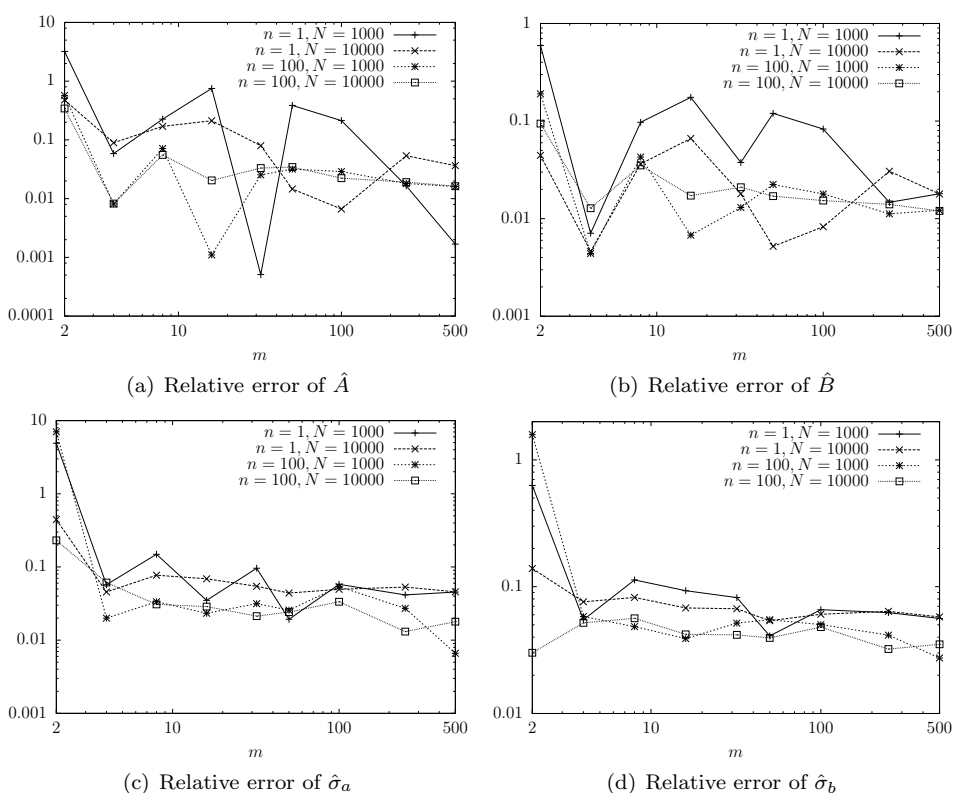 10
1
0.1
0.01
0.001
0.0001
2
10
100
500
m
n = 1, N = 1000
n = 1, N = 10000
n = 100, N = 1000
n = 100, N = 10000
(a) Relative error of Â
1
0.1
0.01
0.001
2
10
100
500
m
n = 1, N = 1000
n = 1, N = 10000
n = 100, N = 1000
n = 100, N = 10000
(b) Relative error of B̂
10
1
0.1
0.01
0.001
2
10
100
500
m
n = 1, N = 1000
n = 1, N = 10000
n = 100, N = 1000
n = 100, N = 10000
(c) Relative error of σ̂ₐ
1
0.1
0.01
2
10
100
500
m
n = 1, N = 1000
n = 1, N = 10000
n = 100, N = 1000
n = 100, N = 10000
(d) Relative error of σ̂_b